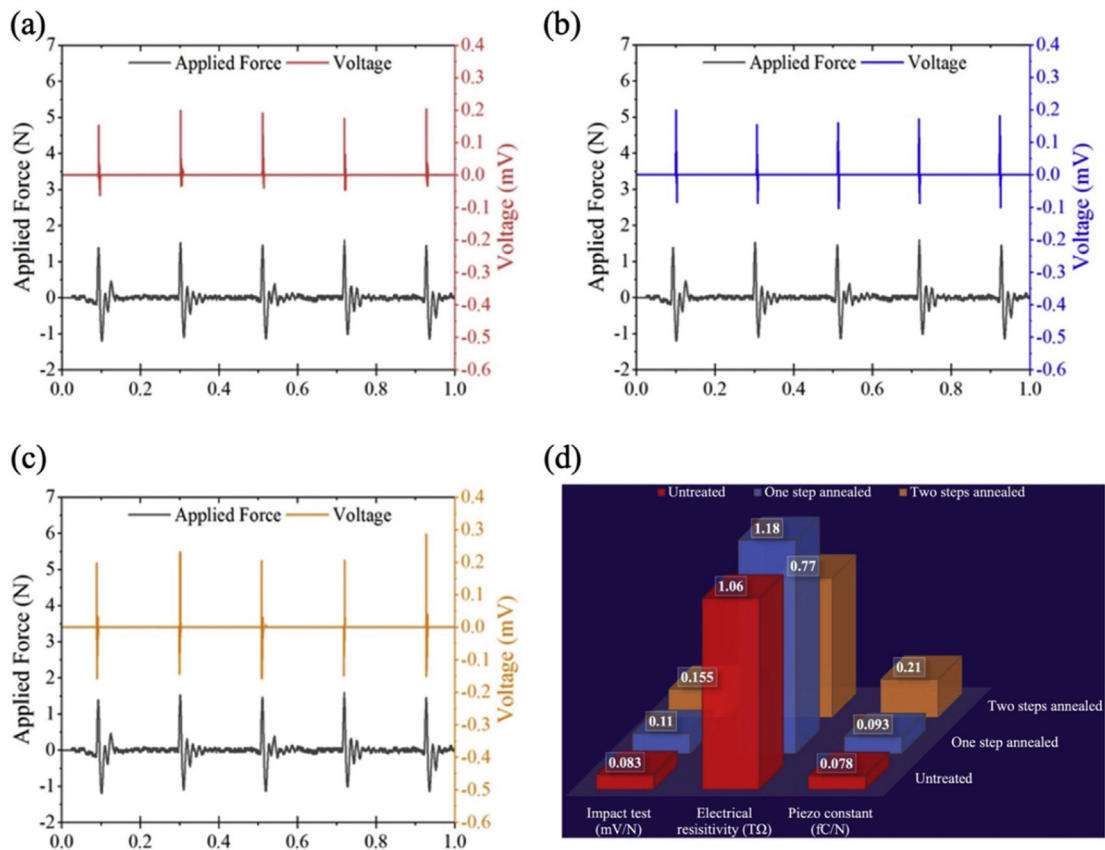 (a)
7
6
5
4
3
2
1
0
-1
-2
Applied Force (N)
Applied Force Voltage
0.4
0.3
0.2
0.1
0.0
-0.1
-0.2
-0.3
-0.4
-0.5
-0.6
Voltage (mV)
0.0 0.2 0.4 0.6 0.8 1.0
(b)
7
6
5
4
3
2
1
0
-1
-2
Applied Force (N)
Applied Force Voltage
0.4
0.3
0.2
0.1
0.0
-0.1
-0.2
-0.3
-0.4
-0.5
-0.6
Voltage (mV)
0.0 0.2 0.4 0.6 0.8 1.0
(c)
7
6
5
4
3
2
1
0
-1
-2
Applied Force (N)
Applied Force Voltage
0.4
0.3
0.2
0.1
0.0
-0.1
-0.2
-0.3
-0.4
-0.5
-0.6
Voltage (mV)
0.0 0.2 0.4 0.6 0.8 1.0
(d)
Untreated One step annealed Two steps annealed
1.18
0.77
1.06
0.155
0.21
0.11
0.093
0.083
0.078
Two steps annealed
One step annealed
Untreated
Impact test
(mV/N)
Electrical
resisitivity (TΩ)
Piezo constant
(fC/N)